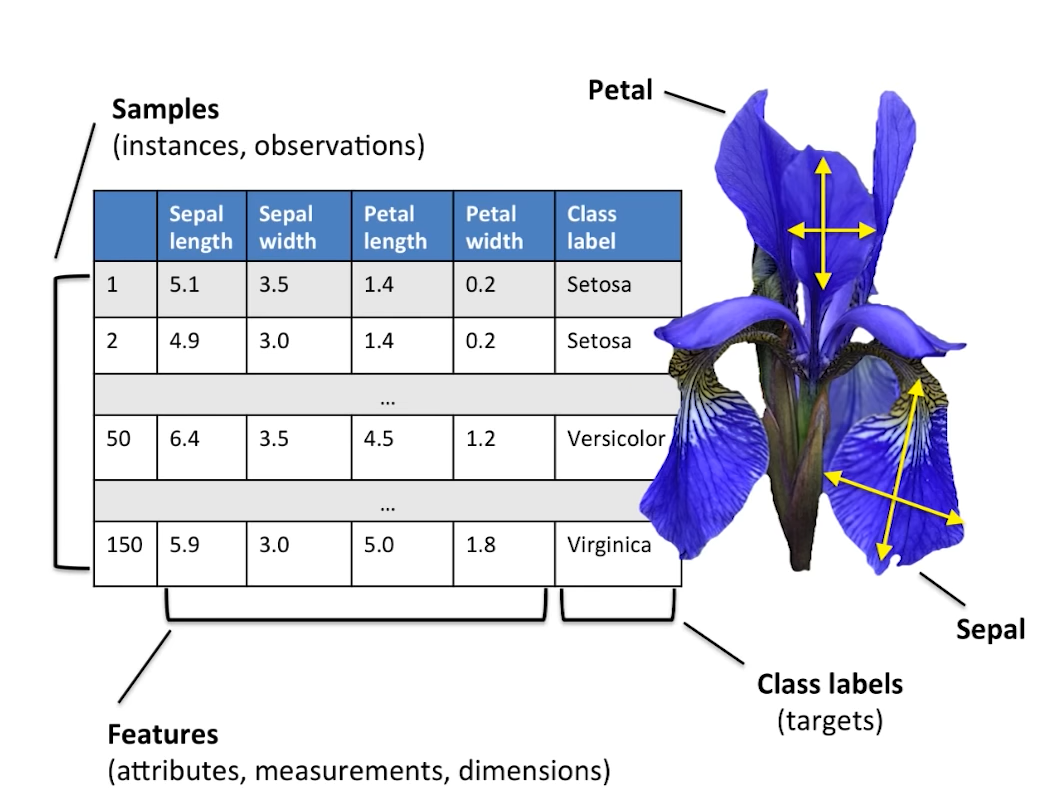 Petal
Samples
(instances, observations)
Sepal length
Sepal width
Petal length
Petal width
Class label
1 5.1 3.5 1.4 0.2 Setosa
2 4.9 3.0 1.4 0.2 Setosa
...
50 6.4 3.5 4.5 1.2 Versicolor
...
150 5.9 3.0 5.0 1.8 Virginica
Sepal
Class labels
(targets)
Features
(attributes, measurements, dimensions)